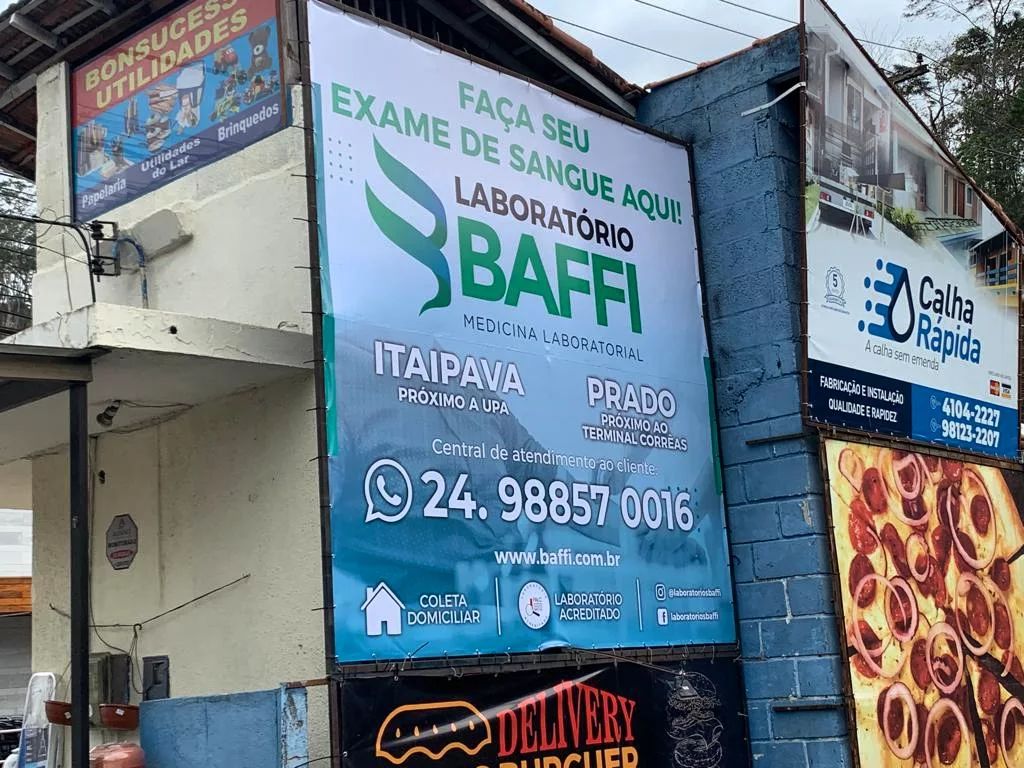 BONSUCESSO
UTILIDADES
Papelaria
Utilidades
do Lar
Brinquedos
FAÇA SEU
EXAME DE SANGUE AQUI!
LABORATÓRIO
BAFFI
MEDICINA LABORATORIAL
ITAIPAVA
PRÓXIMO A UPA
PRADO
PRÓXIMO AO
TERMINAL CORRÊAS
Central de atendimento ao cliente:
24. 98857 0016
www.baffi.com.br
COLETA
DOMICILIAR
LABORATÓRIO
ACREDITADO
@laboratoriosbaffi
laboratoriosbaffi
DELIVERY
BURGUER
5
Calha
Rápida
A calha sem emenda
FABRICAÇÃO E INSTALAÇÃO
QUALIDADE E RAPIDEZ
4104-2227
98123-2207